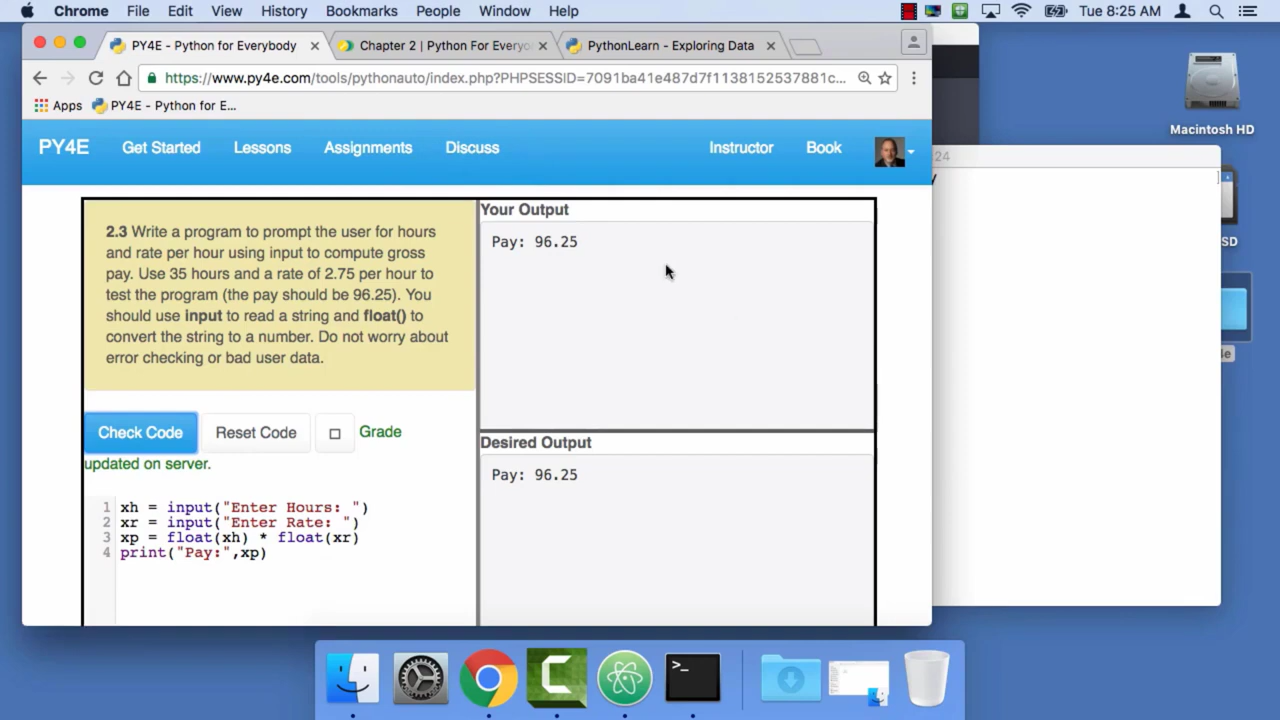 Chrome File Edit View History Bookmarks People Window Help Tue 8:25 AM
PY4E - Python for Everybody Chapter 2 | Python For Everyo PythonLearn - Exploring Data
https://www.py4e.com/tools/pythonauto/index.php?PHPSESSID=7091ba41e487d7f1138152537881c...
Apps PY4E - Python for E...
PY4E Get Started Lessons Assignments Discuss Instructor Book
2.3 Write a program to prompt the user for hours
and rate per hour using input to compute gross
pay. Use 35 hours and a rate of 2.75 per hour to
test the program (the pay should be 96.25). You
should use input to read a string and float() to
convert the string to a number. Do not worry about
error checking or bad user data.
Check Code Reset Code Grade
updated on server.
1 xh = input("Enter Hours: ")
2 xr = input("Enter Rate: ")
3 xp = float(xh) * float(xr)
4 print("Pay:",xp)
Your Output
Pay: 96.25
Desired Output
Pay: 96.25
24
y
Macintosh HD
SD
4e
>_